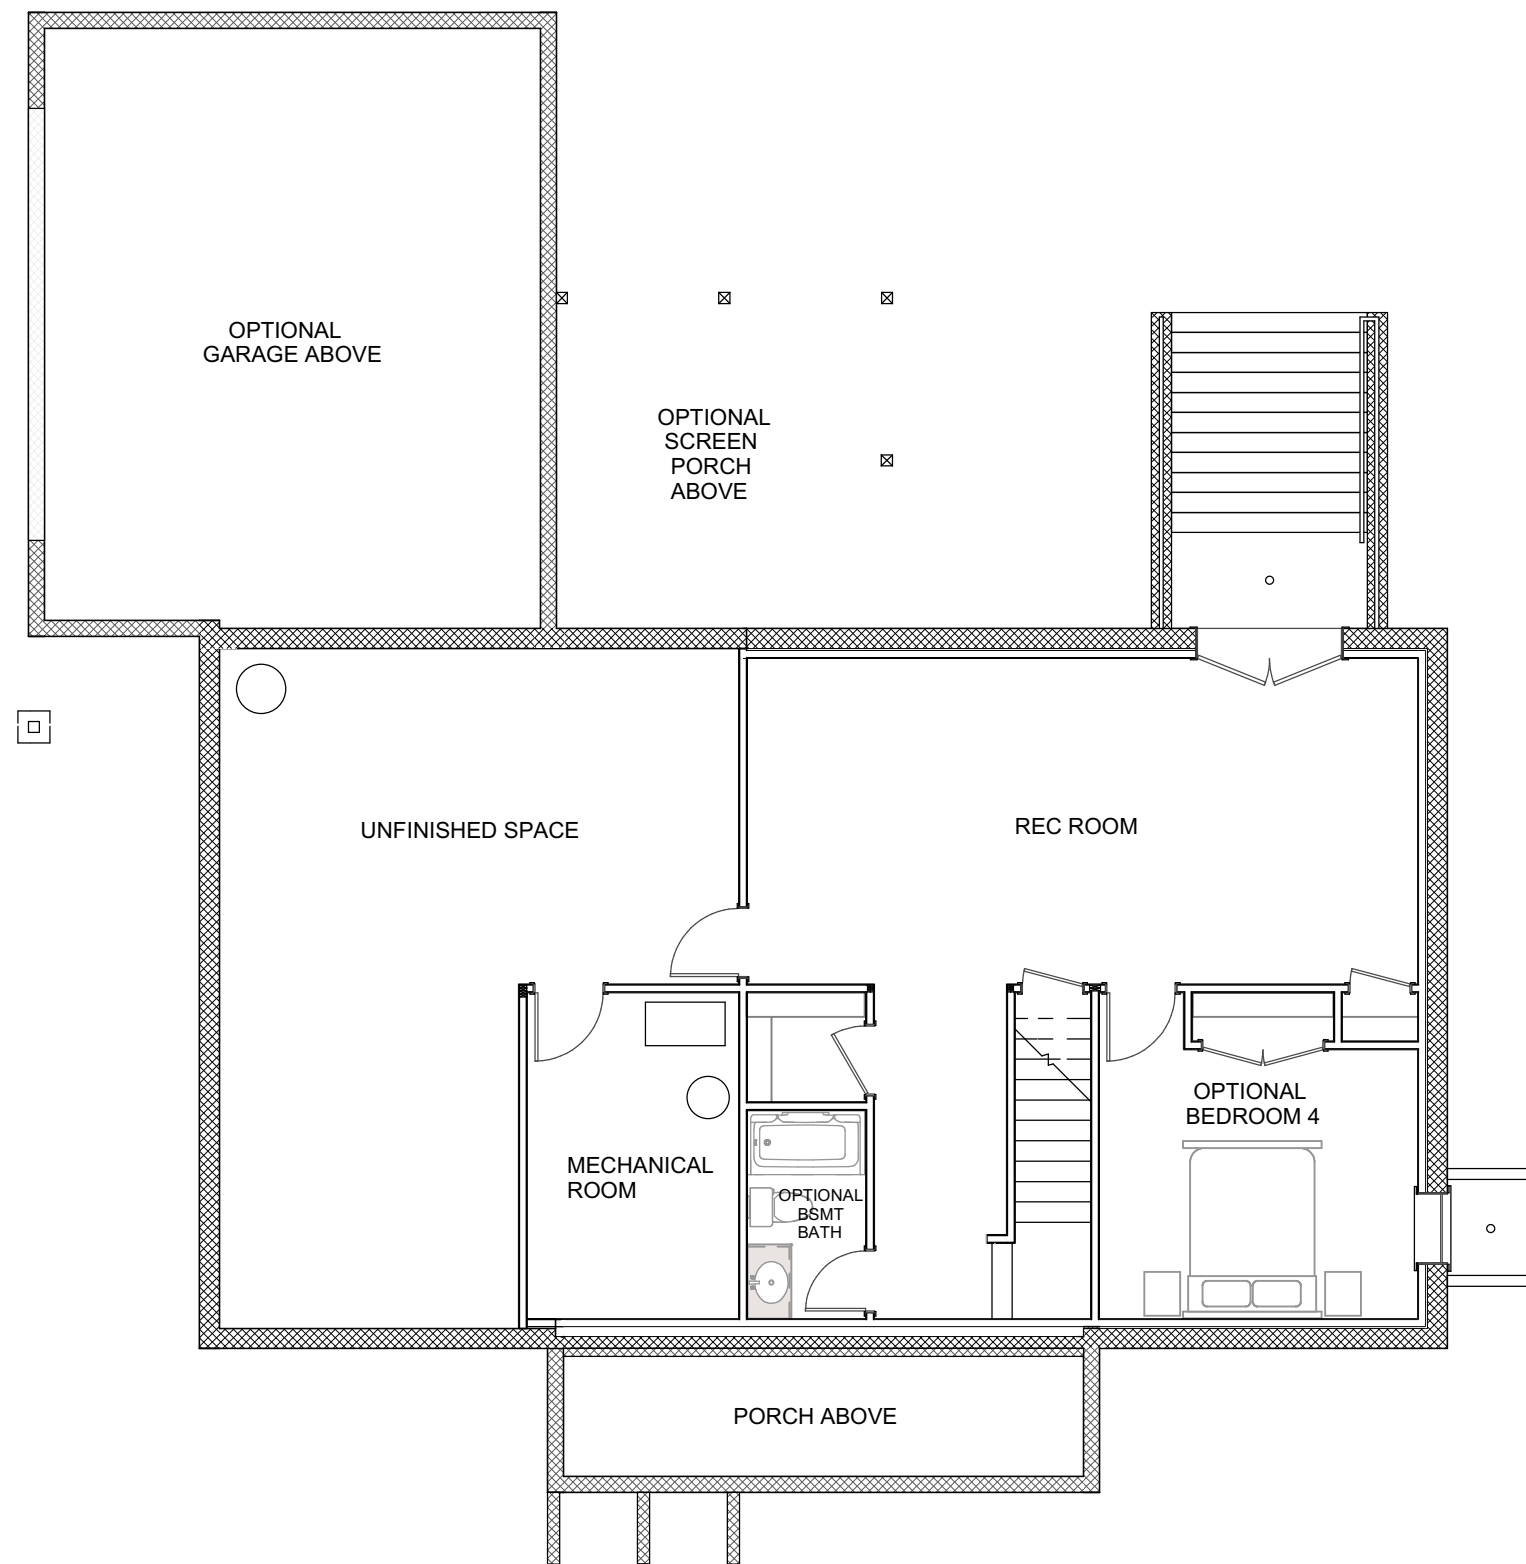 OPTIONAL
GARAGE ABOVE
OPTIONAL
SCREEN
PORCH
ABOVE
UNFINISHED SPACE
REC ROOM
OPTIONAL
BEDROOM 4
MECHANICAL
ROOM
OPTIONAL
BSMT
BATH
PORCH ABOVE